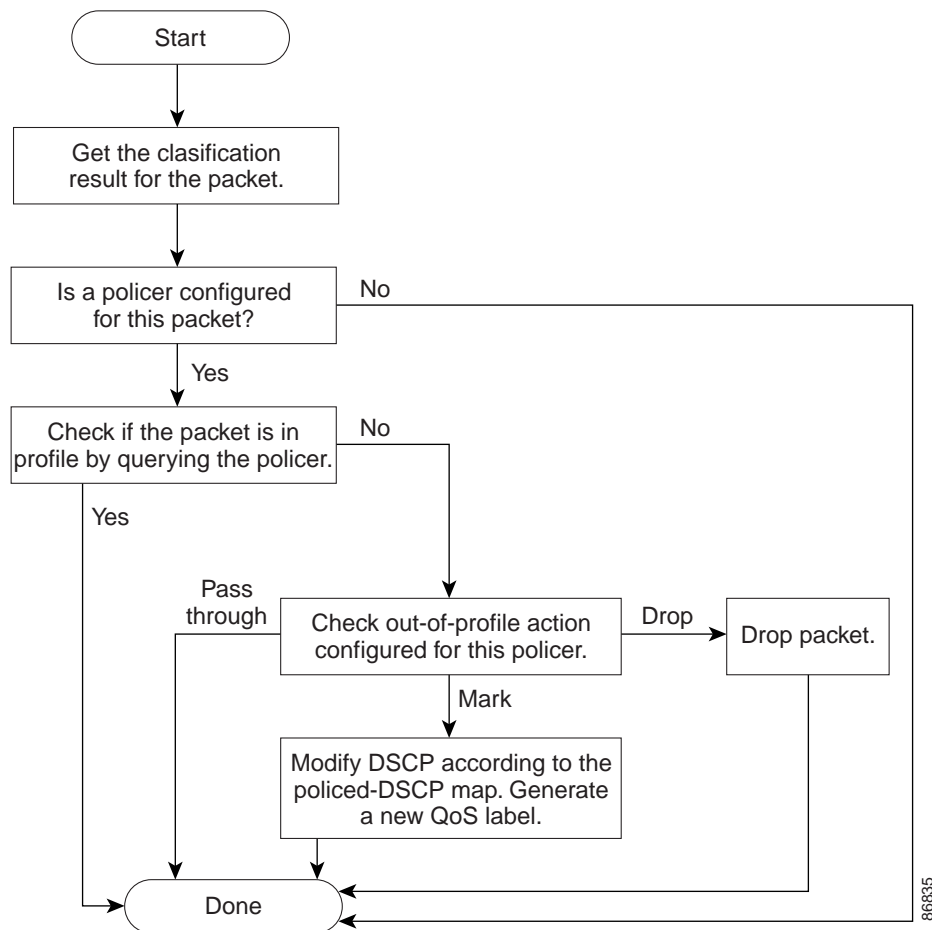 Start
Get the clasification
result for the packet.
Is a policer configured
for this packet?
No
Yes
Check if the packet is in
profile by querying the policer.
No
Yes
Pass
through
Check out-of-profile action
configured for this policer.
Drop
Drop packet.
Mark
Modify DSCP according to the
policed-DSCP map. Generate
a new QoS label.
Done
86835